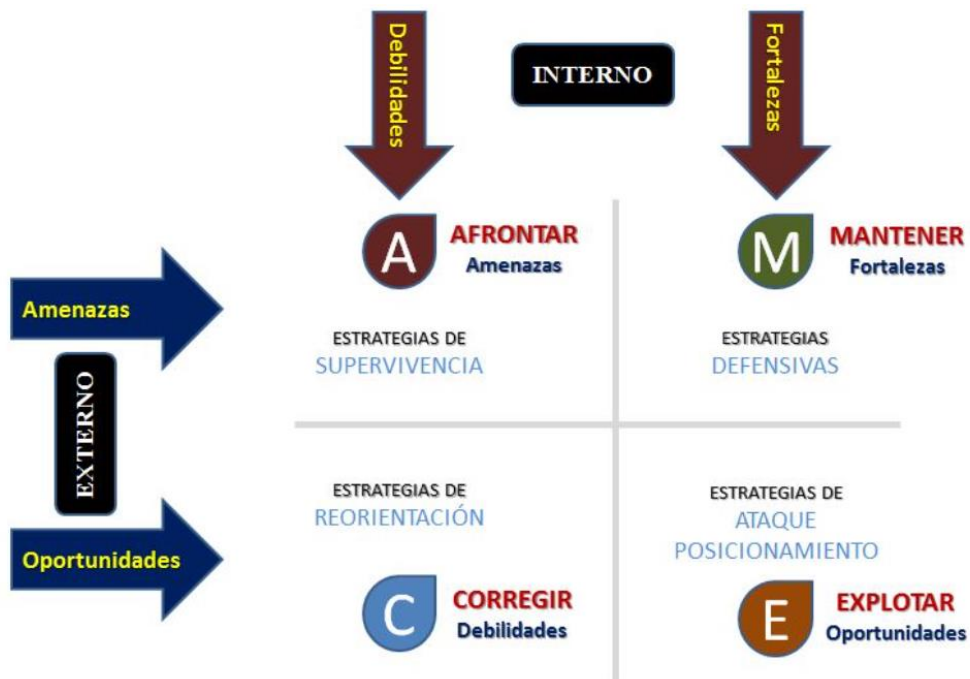 Debilidades
INTERNO
Fortalezas
A
AFRONTAR
Amenazas
M
MANTENER
Fortalezas
Amenazas
ESTRATEGIAS DE
SUPERVIVENCIA
ESTRATEGIAS
DEFENSIVAS
EXTERNO
ESTRATEGIAS DE
REORIENTACIÓN
ESTRATEGIAS DE
ATAQUE
POSICIONAMIENTO
Oportunidades
C
CORREGIR
Debilidades
E
EXPLOTAR
Oportunidades